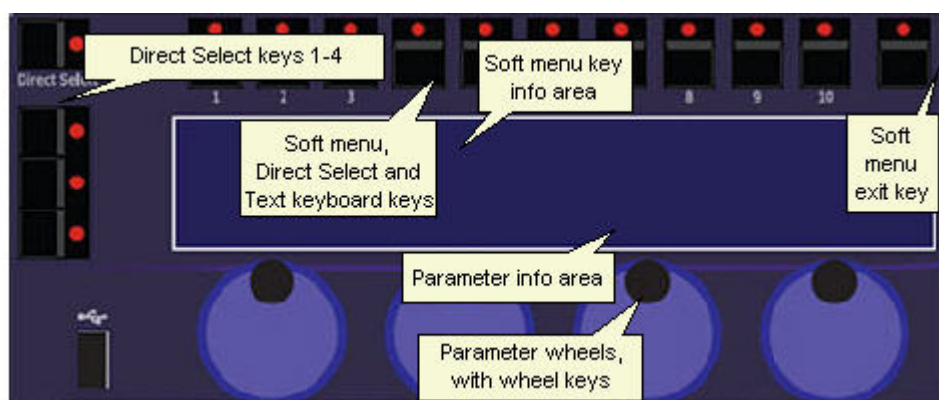 Direct Select keys 1-4
Direct Select
1
2
3
8
9
10
Soft menu key
info area
Soft menu,
Direct Select and
Text keyboard keys
Soft
menu
exit key
Parameter info area
Parameter wheels,
with wheel keys